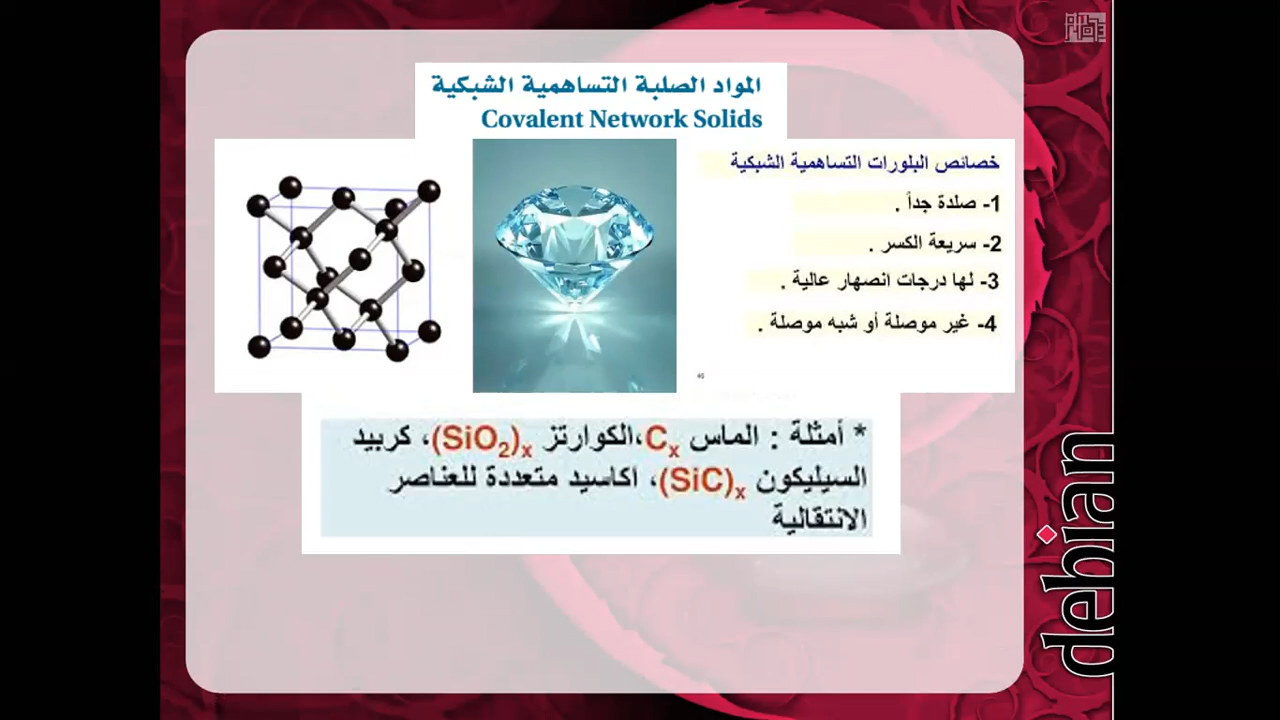 المواد الصلبة التساهمية الشبكية
Covalent Network Solids
خصائص البلورات التساهمية الشبكية
1- صلدة جداً .
2- سريعة الكسر .
3- لها درجات انصهار عالية .
4- غير موصلة أو شبه موصلة .
* أمثلة : الماس Cx، الكوارتز (SiO2)x، كربيد
السيليكون (SiC)x، اكاسيد متعددة للعناصر
الانتقالية
debian